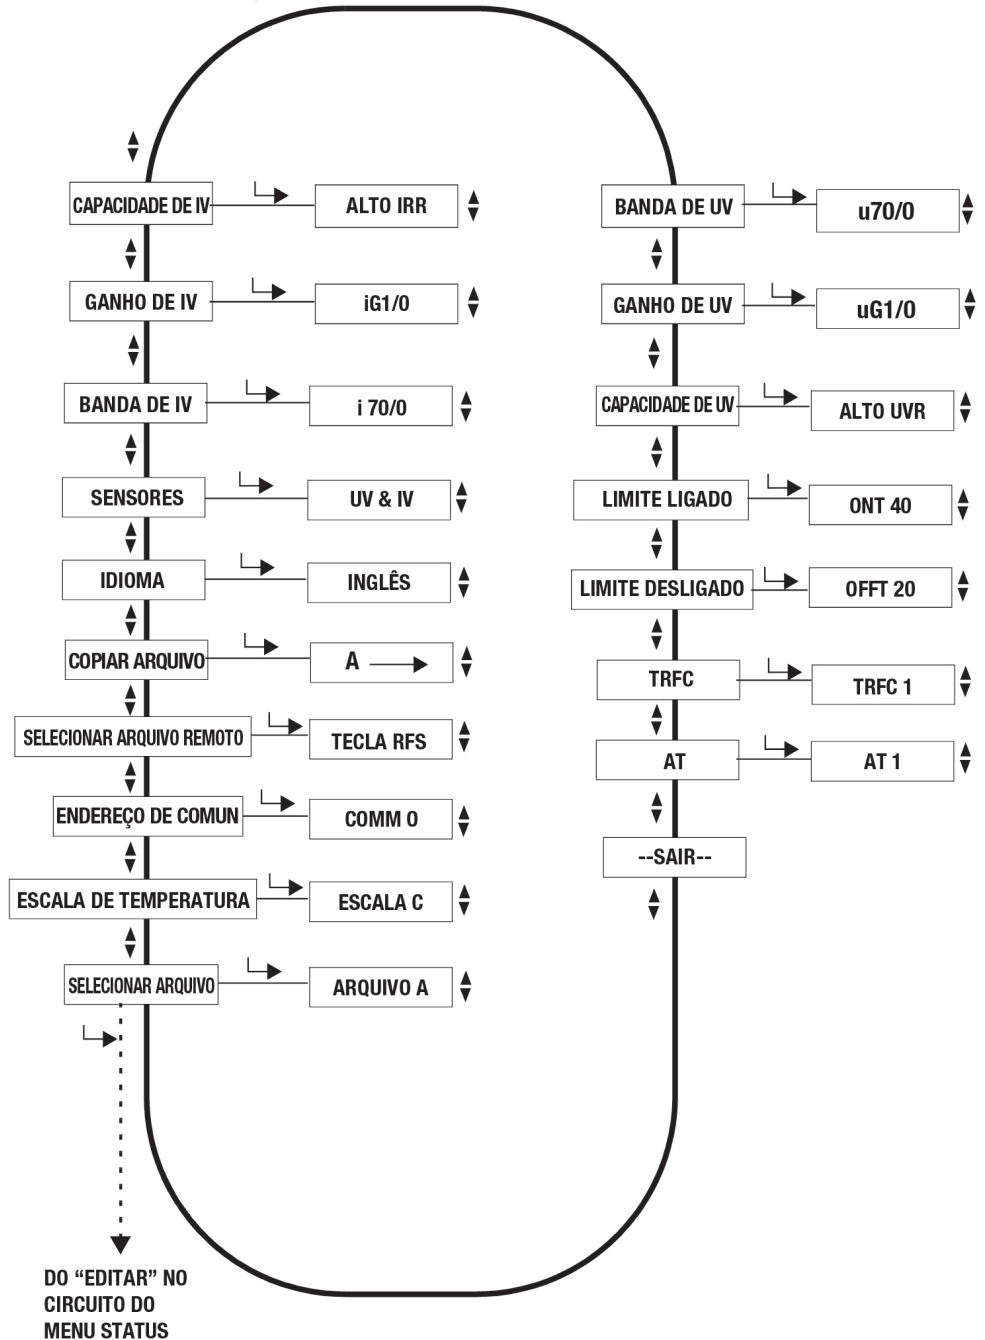 CAPACIDADE DE IV
ALTO IRR
GANHO DE IV
iG1/0
BANDA DE IV
i 70/0
SENSORES
UV & IV
IDIOMA
INGLÊS
COPIAR ARQUIVO
A
SELECIONAR ARQUIVO REMOTO
TECLA RFS
ENDEREÇO DE COMUN
COMM 0
ESCALA DE TEMPERATURA
ESCALA C
SELECIONAR ARQUIVO
ARQUIVO A
DO “EDITAR” NO
CIRCUITO DO
MENU STATUS
BANDA DE UV
u70/0
GANHO DE UV
uG1/0
CAPACIDADE DE UV
ALTO UVR
LIMITE LIGADO
ONT 40
LIMITE DESLIGADO
OFFT 20
TRFC
TRFC 1
AT
AT 1
--SAIR--